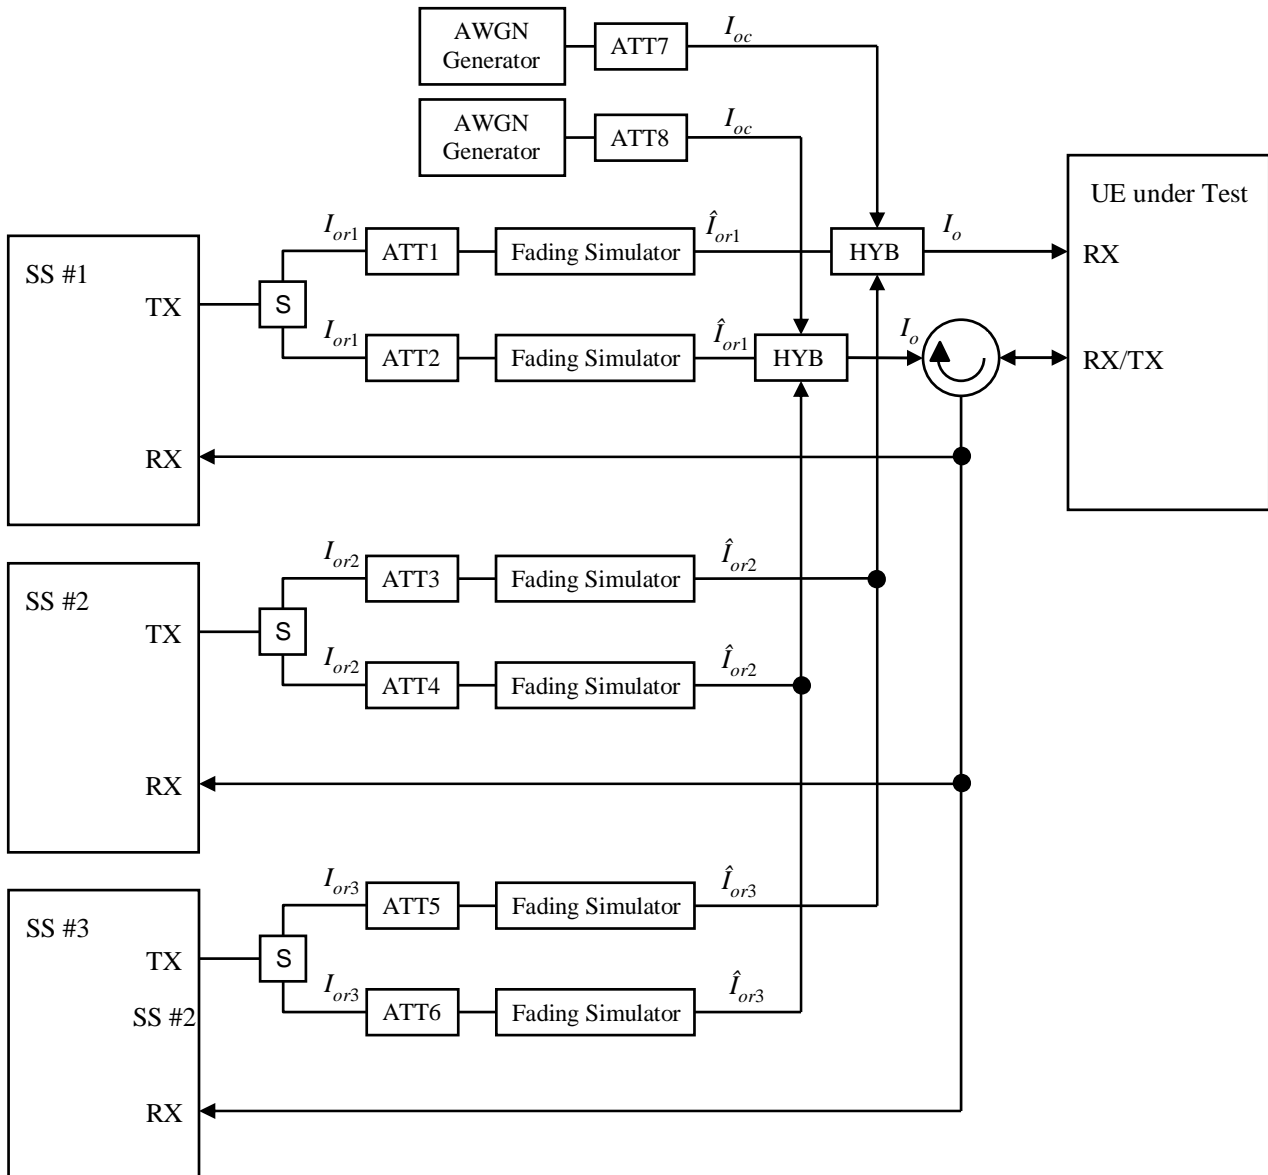 AWGN
Generator
ATT7
I_oc
AWGN
Generator
ATT8
I_oc
UE under Test
SS #1
TX
S
I_or1
ATT1
Fading Simulator
Î_or1
HYB
I_o
RX
I_or1
ATT2
Fading Simulator
Î_or1
HYB
I_o
RX/TX
RX
SS #2
TX
S
I_or2
ATT3
Fading Simulator
Î_or2
I_or2
ATT4
Fading Simulator
Î_or2
RX
SS #3
TX
S
I_or3
ATT5
Fading Simulator
Î_or3
SS #2
I_or3
ATT6
Fading Simulator
Î_or3
RX